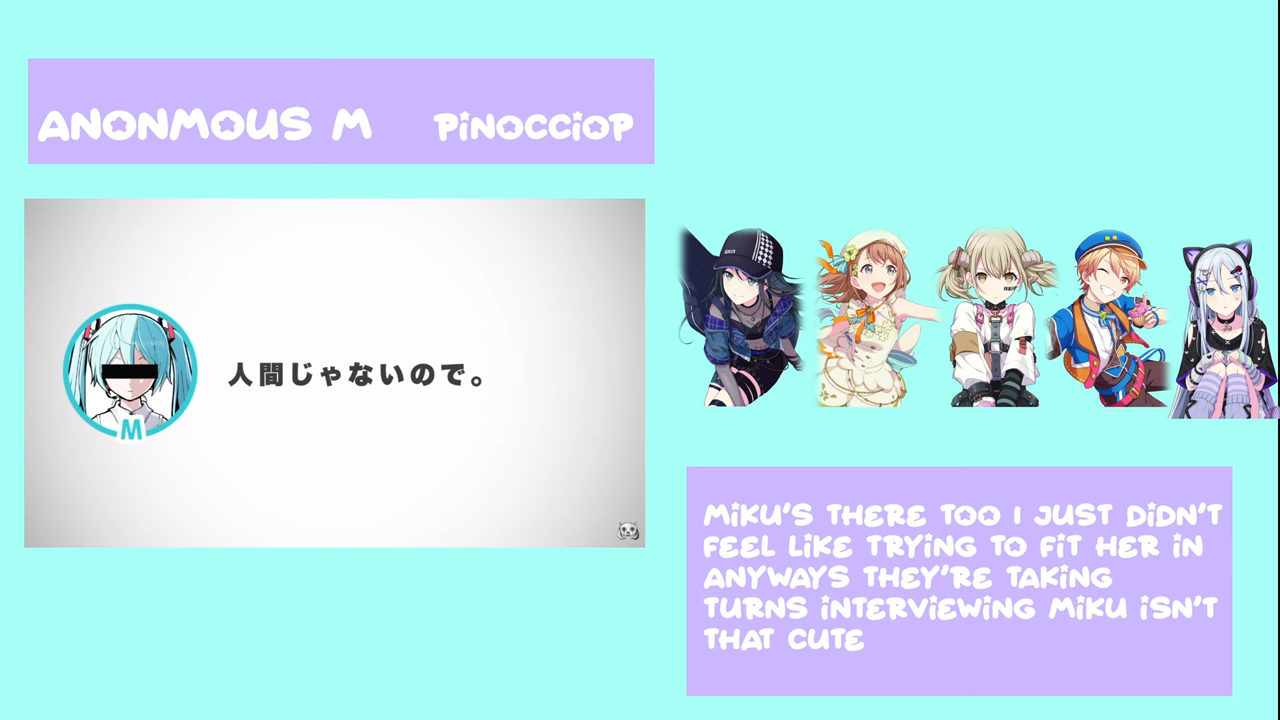 ANONMOUS M PINOCCIOP
人間じゃないので。
M
MIKU'S THERE TOO I JUST DIDN'T
FEEL LIKE TRYING TO FIT HER IN
ANYWAYS THEY'RE TAKING
TURNS INTERVIEWING MIKU ISN'T
THAT CUTE